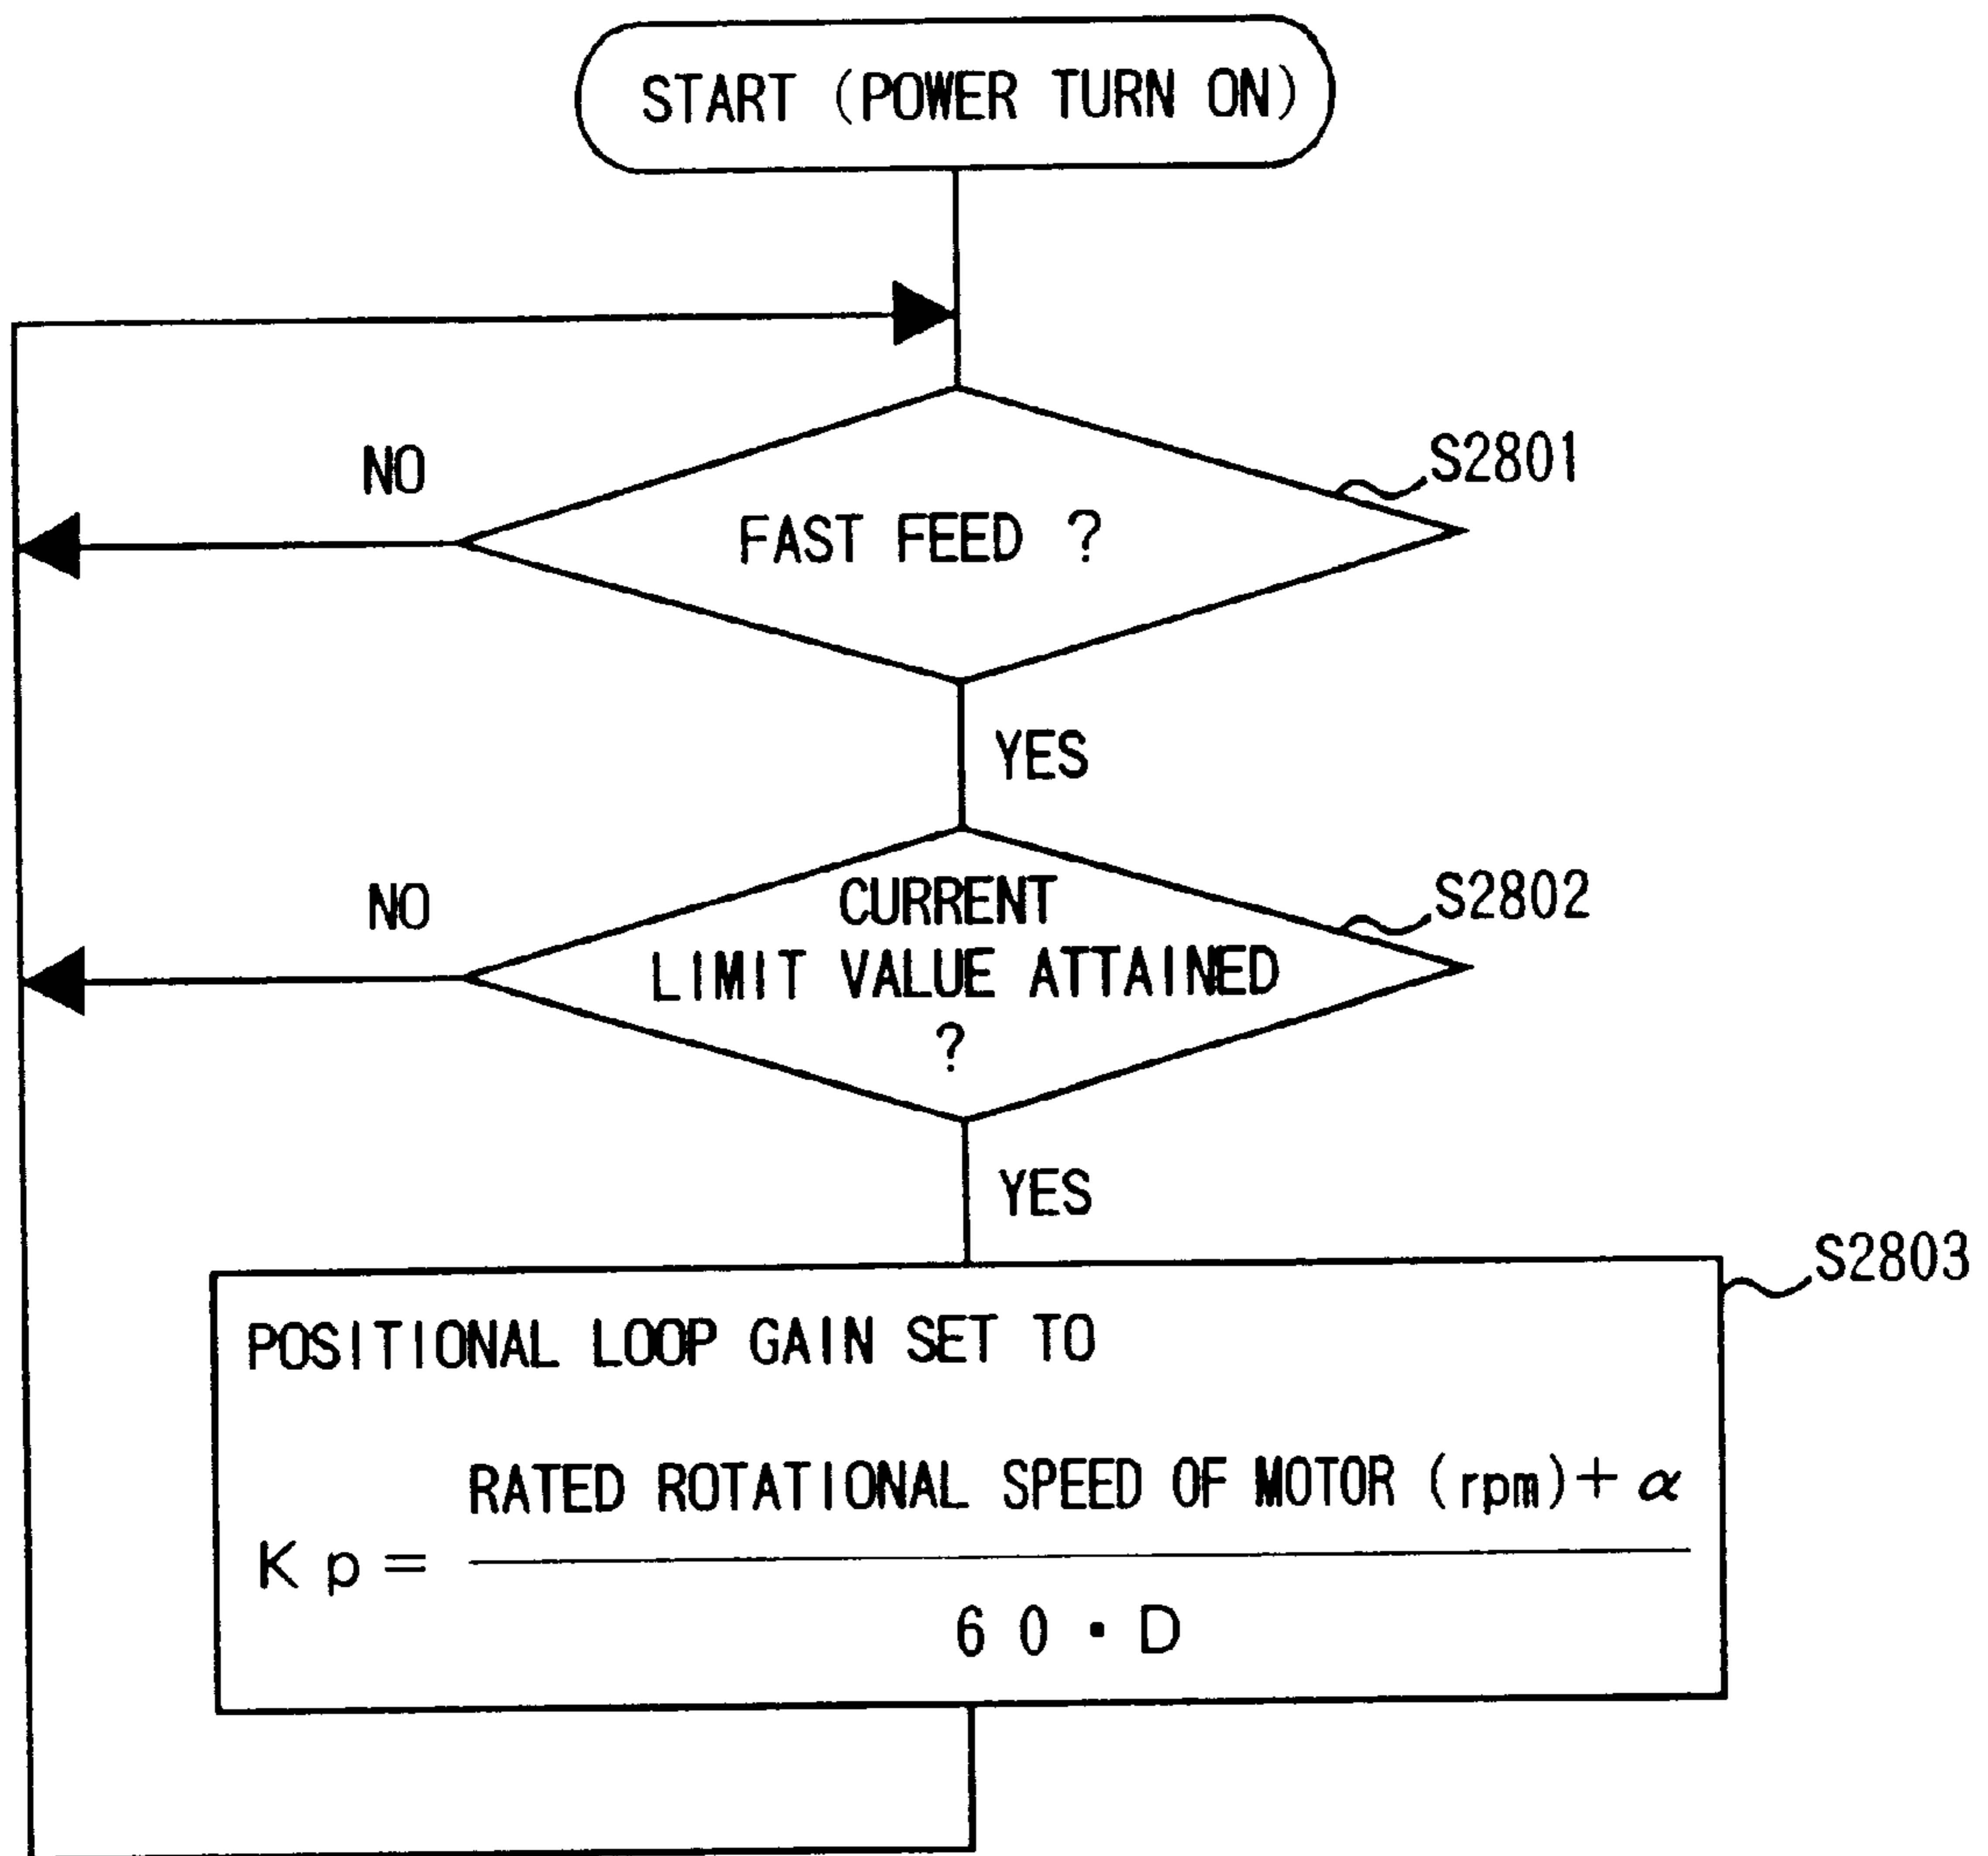 START (POWER TURN ON)
NO
S2801
FAST FEED ?
YES
NO
S2802
CURRENT
LIMIT VALUE ATTAINED
?
YES
S2803
POSITIONAL LOOP GAIN SET TO
RATED ROTATIONAL SPEED OF MOTOR (rpm)+α
Kp=
60·D